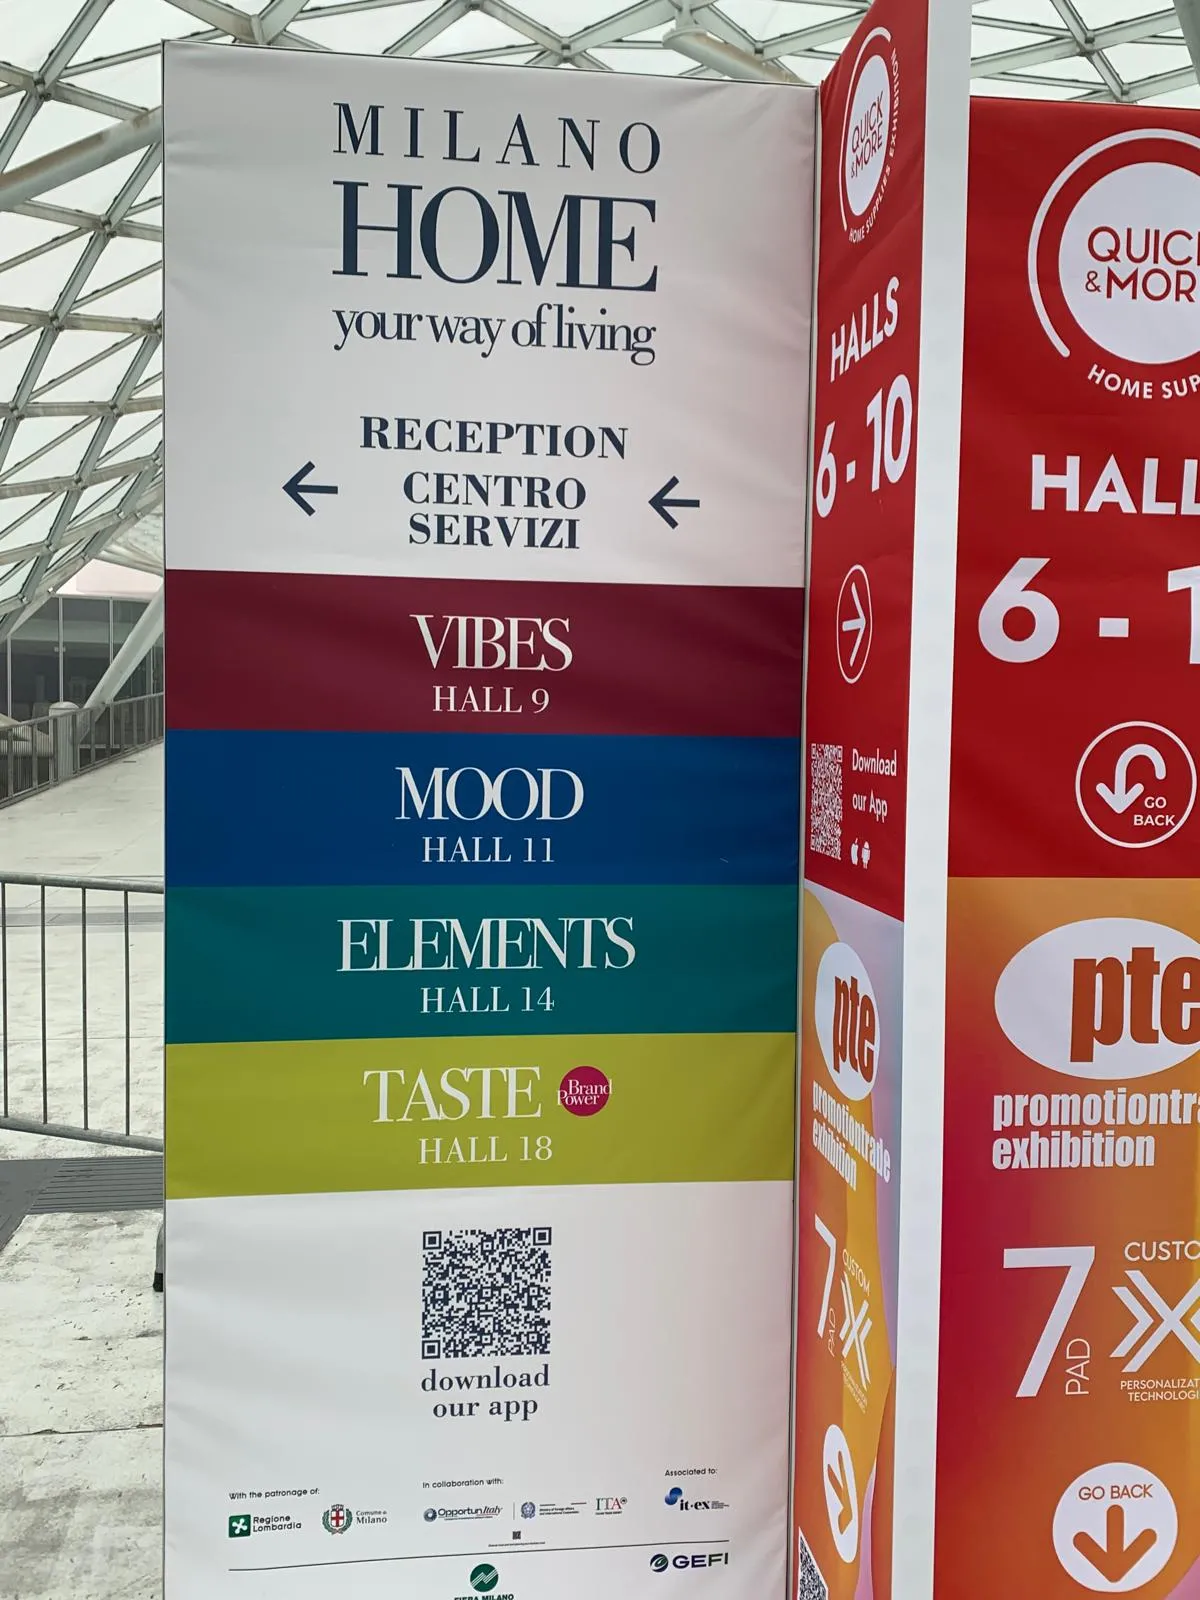 MILANO
HOME
your way of living
RECEPTION
CENTRO
SERVIZI
VIBES
HALL 9
MOOD
HALL 11
ELEMENTS
HALL 14
TASTE
Brand
Power
HALL 18
download
our app
With the patronage of:
Regione
Lombardia
Comune di
Milano
In collaboration with:
OpportunItaly
ITA
Associated to:
it-ex
GEFI
FIERA MILANO
QUICK
&MORE
HOME SUPPLIES EXHIBITION
HALLS
6 - 10
Download
our App
pte
promotiontrade
exhibition
7
PAD
CUSTOM
X
QUICK
&MOR
HOME SUP
HALL
6 - 1
GO
BACK
pte
promotiontr
exhibition
7
PAD
CUSTO
X
PERSONALIZAT
TECHNOLOGI
GO BACK